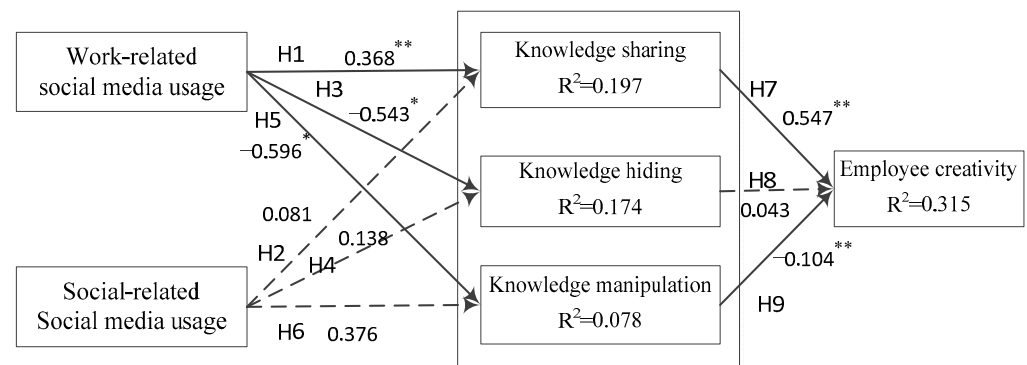 Work-related
social media usage
H1
0.368**
H3
−0.543*
H5
−0.596*
0.081
H2
0.138
H4
Social-related
Social media usage
H6
0.376
Knowledge sharing
R²=0.197
Knowledge hiding
R²=0.174
Knowledge manipulation
R²=0.078
H7
0.547**
H8
0.043
−0.104**
H9
Employee creativity
R²=0.315